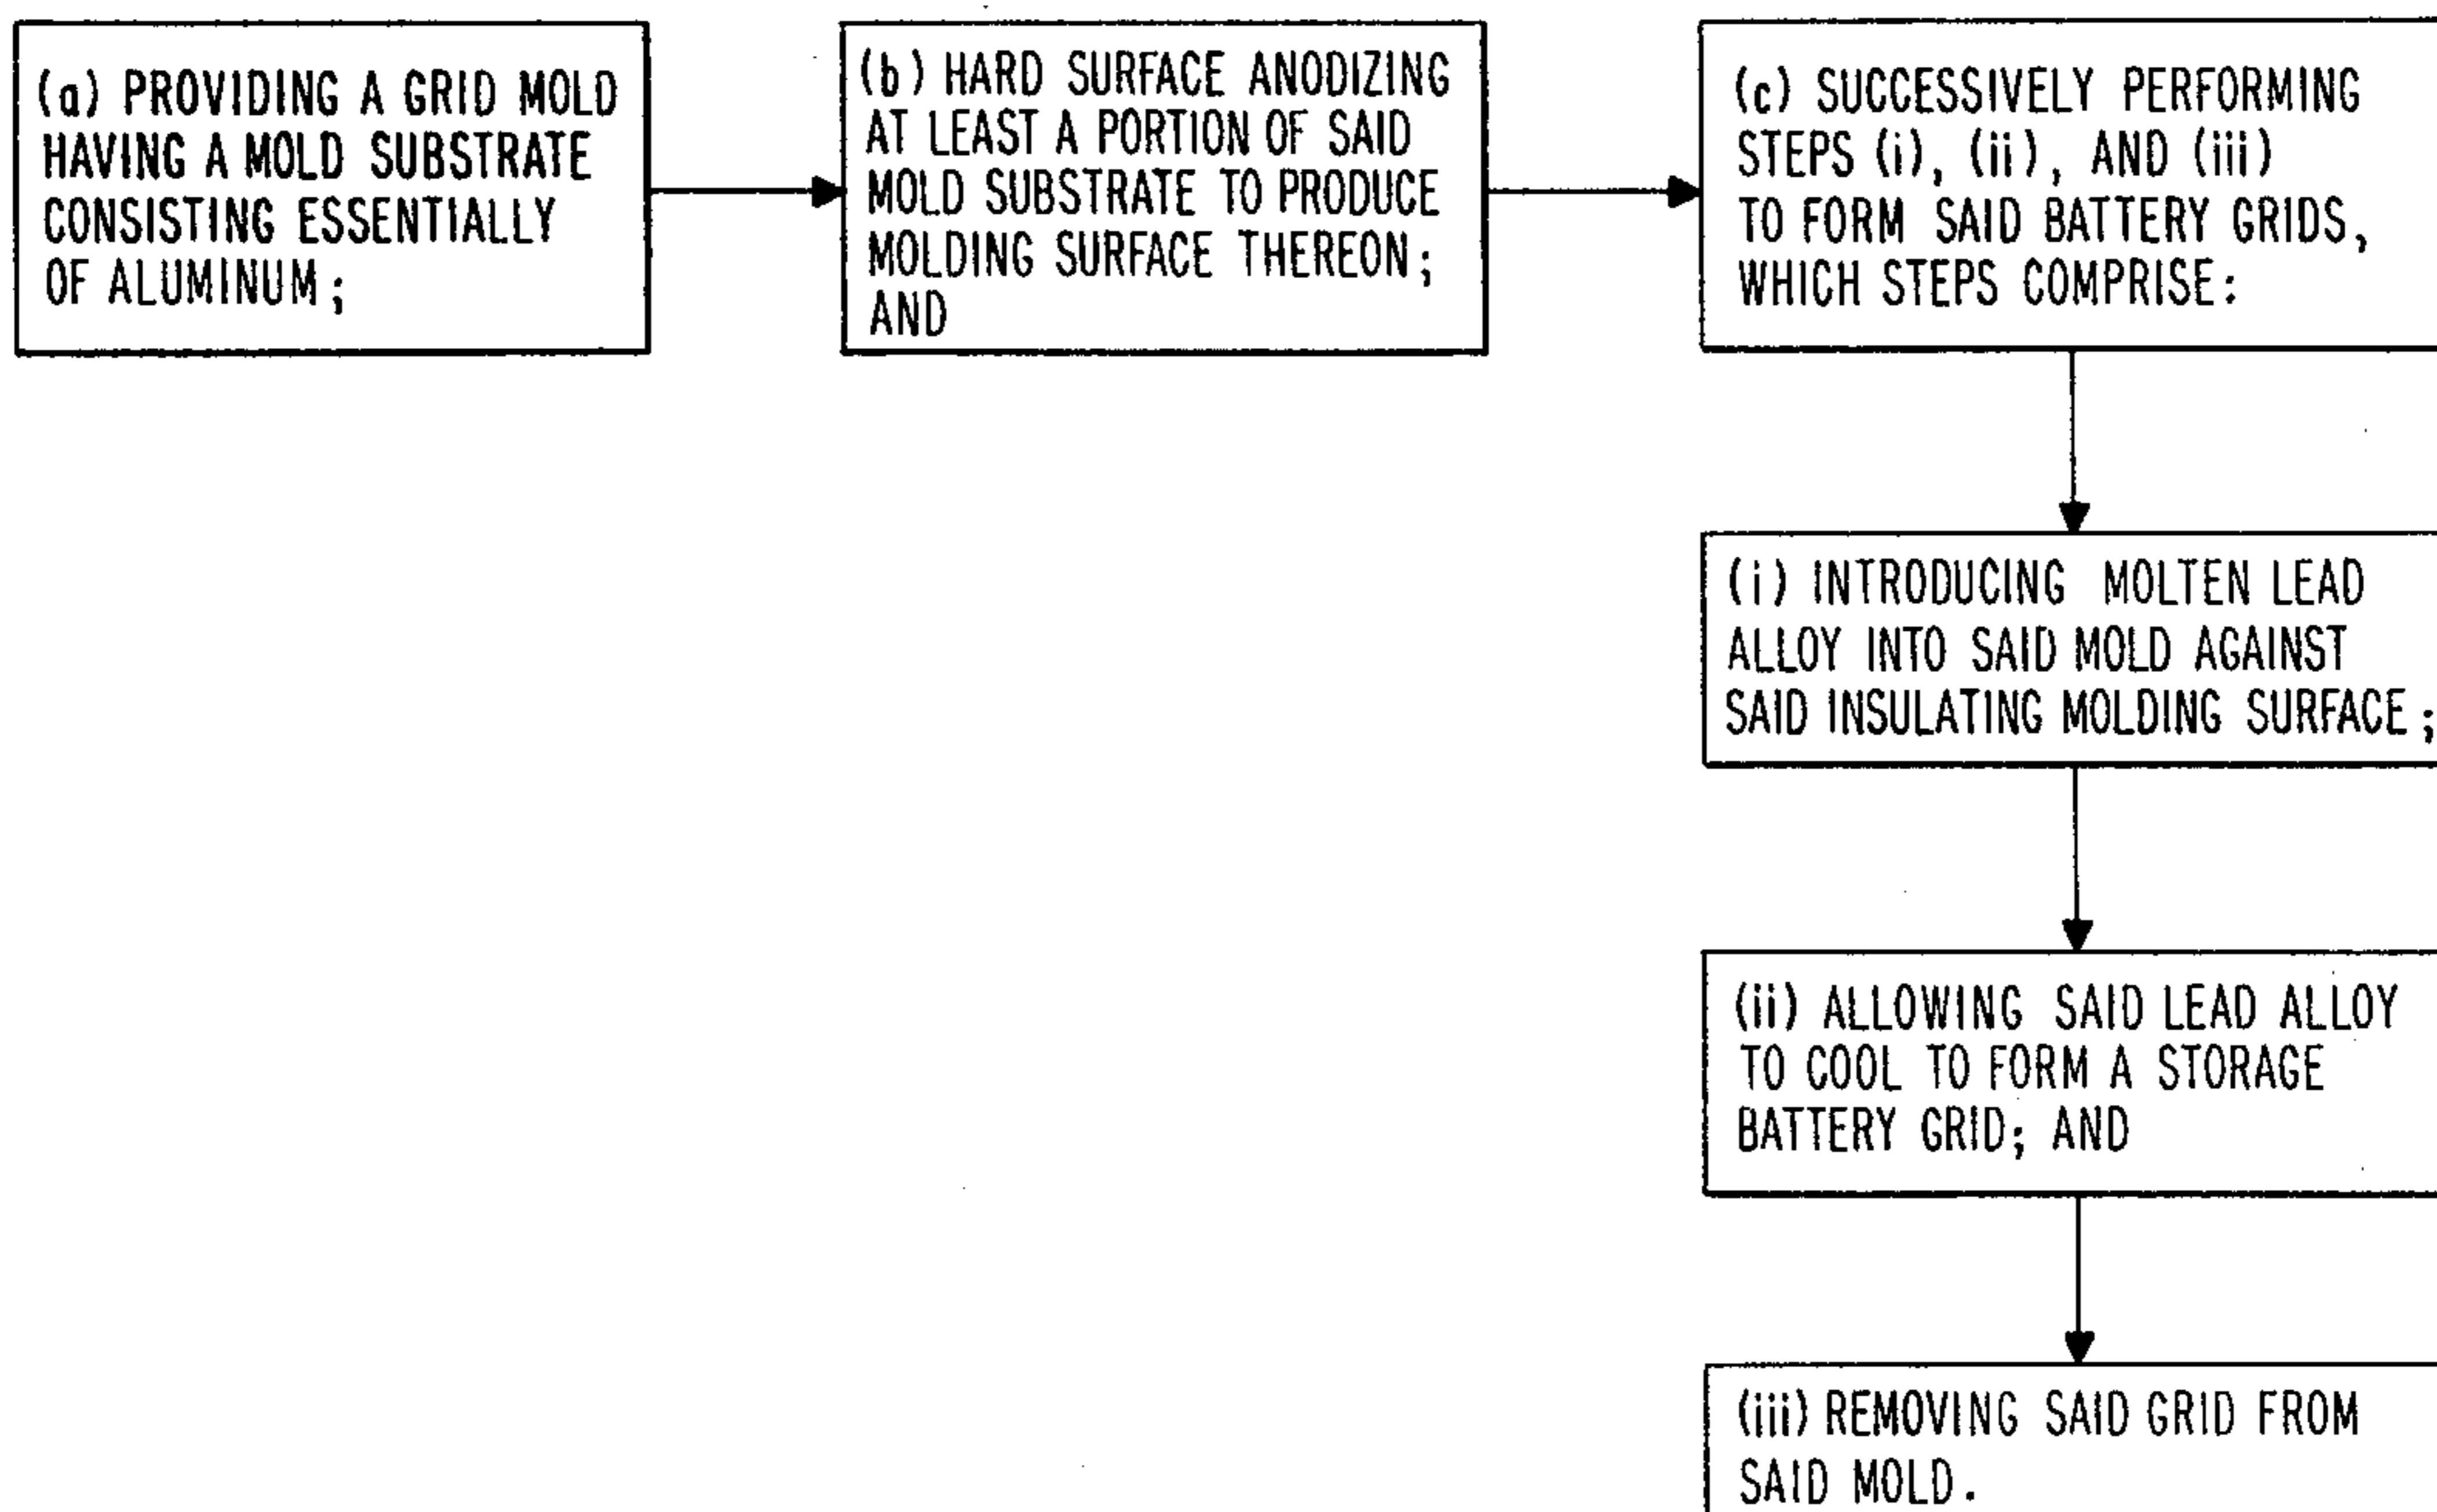 (a) PROVIDING A GRID MOLD
HAVING A MOLD SUBSTRATE
CONSISTING ESSENTIALLY
OF ALUMINUM;
(b) HARD SURFACE ANODIZING
AT LEAST A PORTION OF SAID
MOLD SUBSTRATE TO PRODUCE
MOLDING SURFACE THEREON;
AND
(c) SUCCESSIVELY PERFORMING
STEPS (i), (ii), AND (iii)
TO FORM SAID BATTERY GRIDS,
WHICH STEPS COMPRISE:
(i) INTRODUCING MOLTEN LEAD
ALLOY INTO SAID MOLD AGAINST
SAID INSULATING MOLDING SURFACE;
(ii) ALLOWING SAID LEAD ALLOY
TO COOL TO FORM A STORAGE
BATTERY GRID; AND
(iii) REMOVING SAID GRID FROM
SAID MOLD.